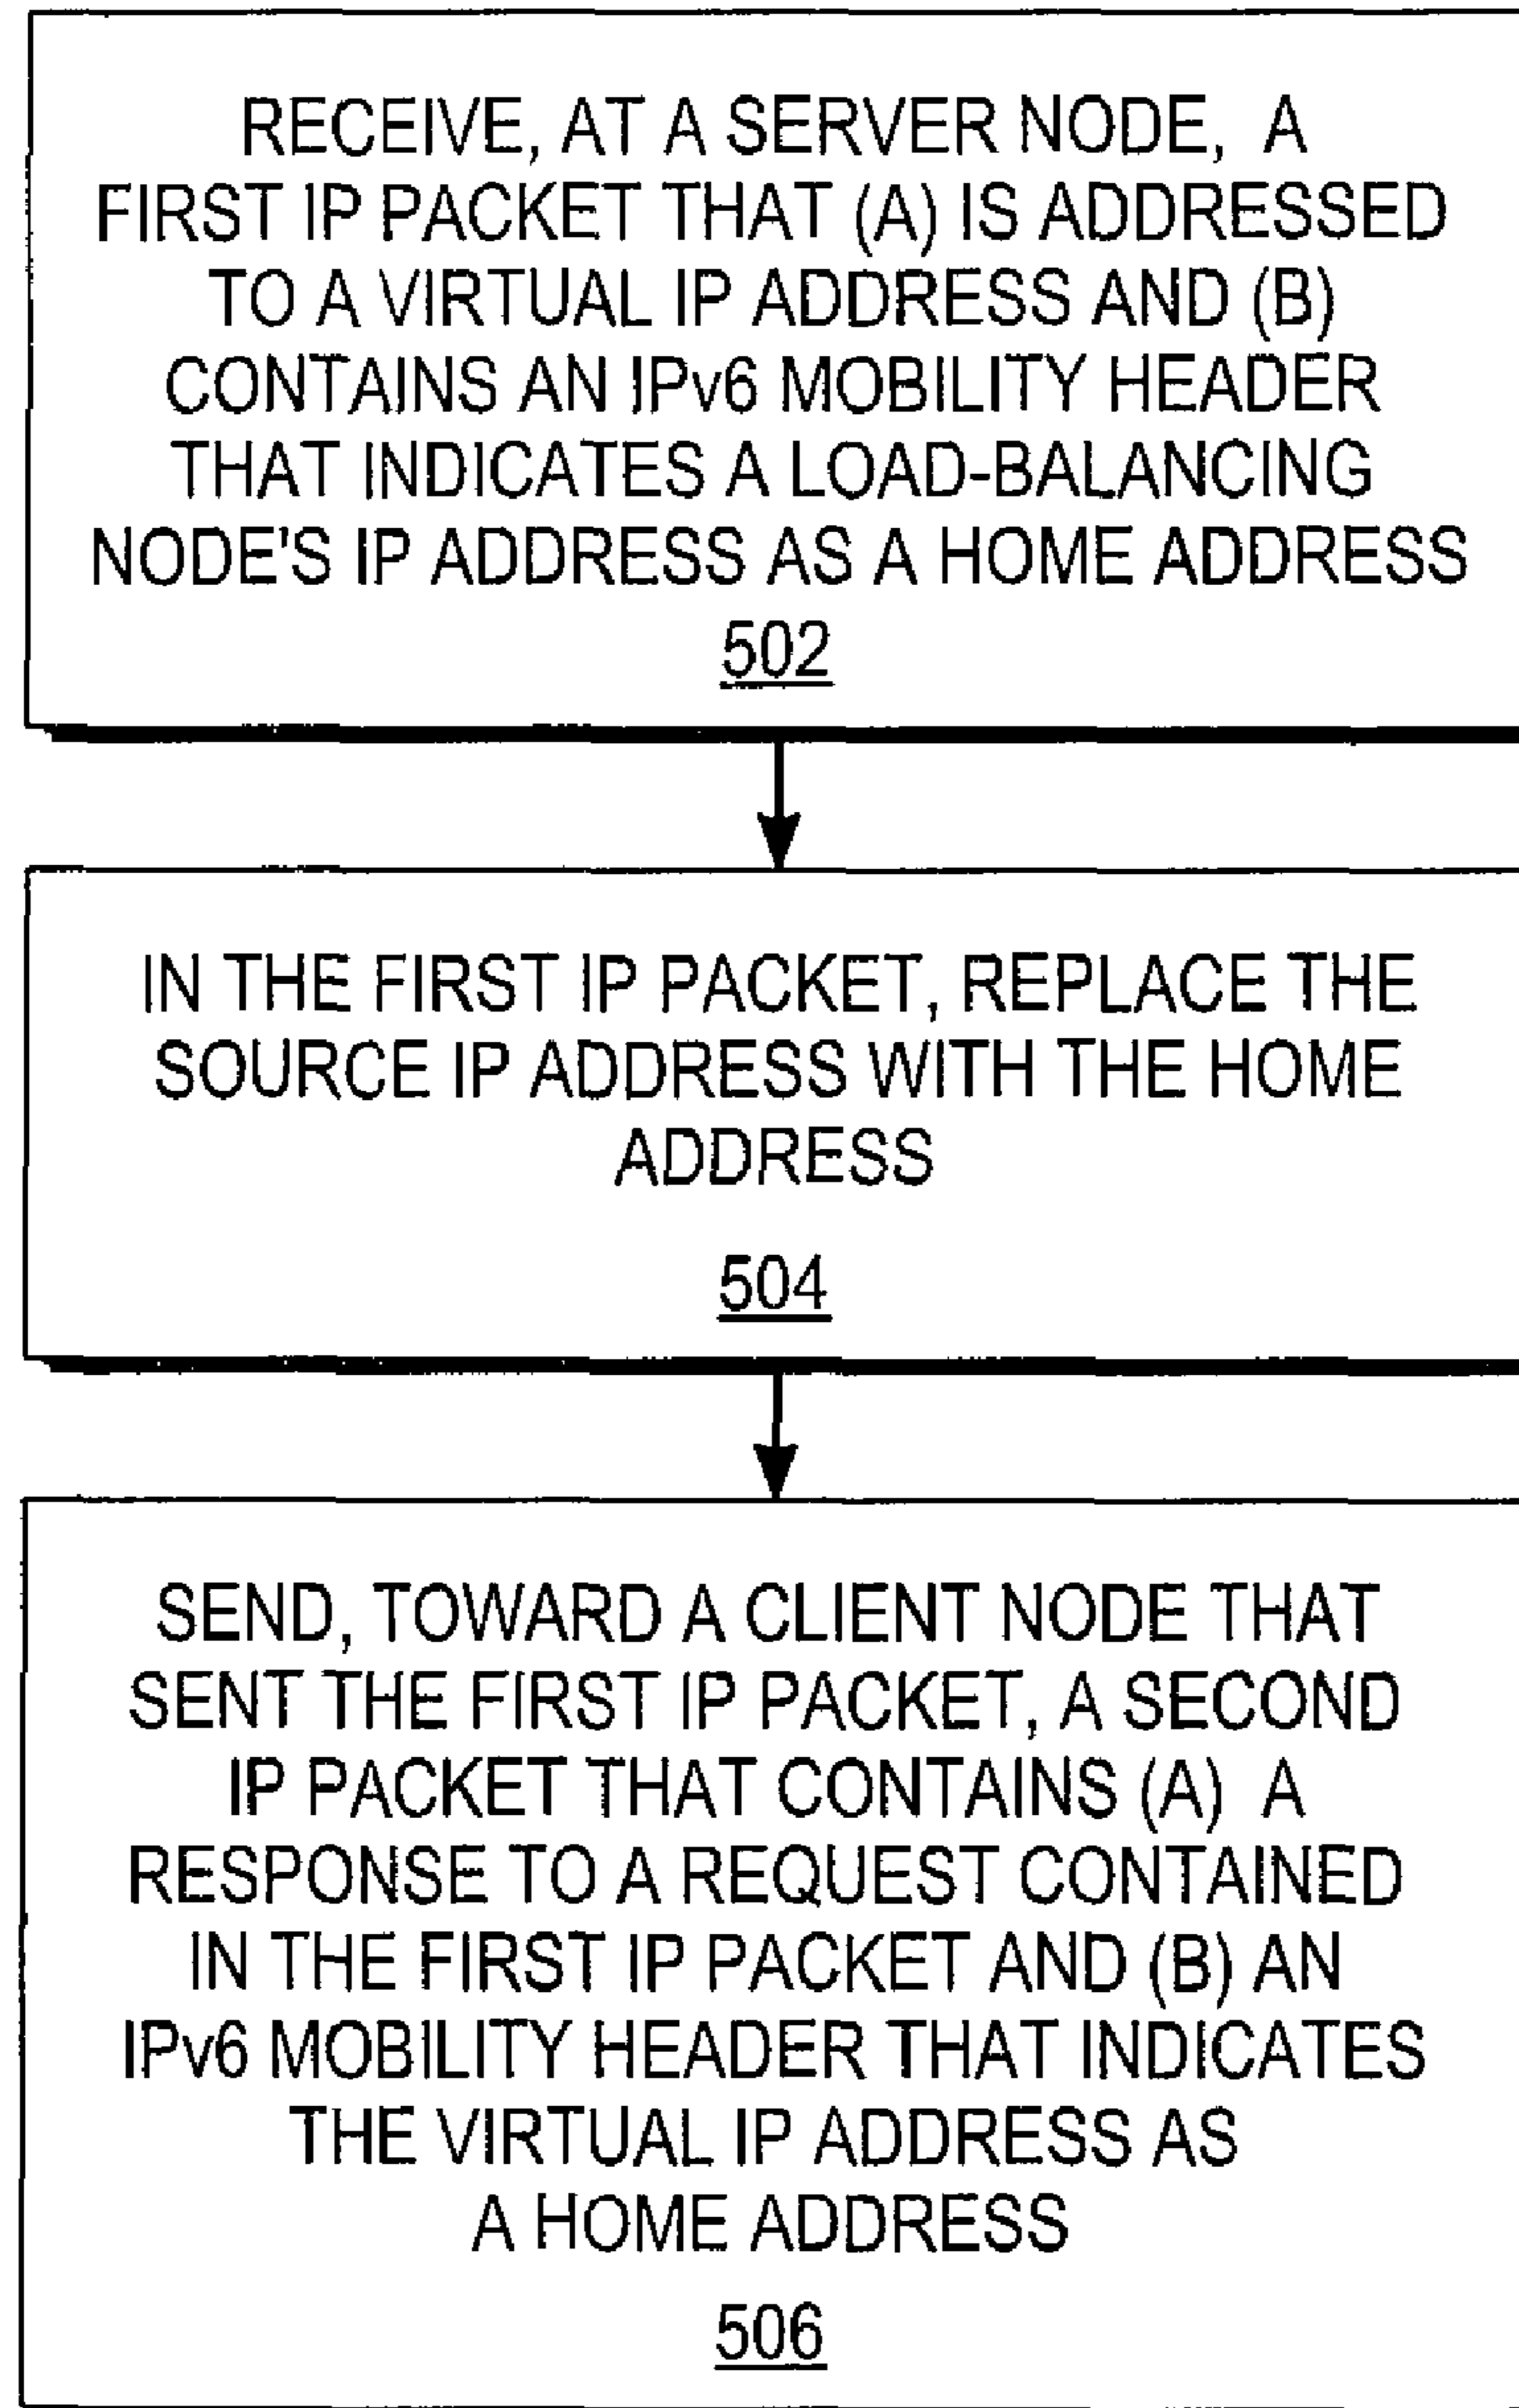 RECEIVE, AT A SERVER NODE, A
FIRST IP PACKET THAT (A) IS ADDRESSED
TO A VIRTUAL IP ADDRESS AND (B)
CONTAINS AN IPv6 MOBILITY HEADER
THAT INDICATES A LOAD-BALANCING
NODE'S IP ADDRESS AS A HOME ADDRESS
502
IN THE FIRST IP PACKET, REPLACE THE
SOURCE IP ADDRESS WITH THE HOME
ADDRESS
504
SEND, TOWARD A CLIENT NODE THAT
SENT THE FIRST IP PACKET, A SECOND
IP PACKET THAT CONTAINS (A) A
RESPONSE TO A REQUEST CONTAINED
IN THE FIRST IP PACKET AND (B) AN
IPv6 MOBILITY HEADER THAT INDICATES
THE VIRTUAL IP ADDRESS AS
A HOME ADDRESS
506